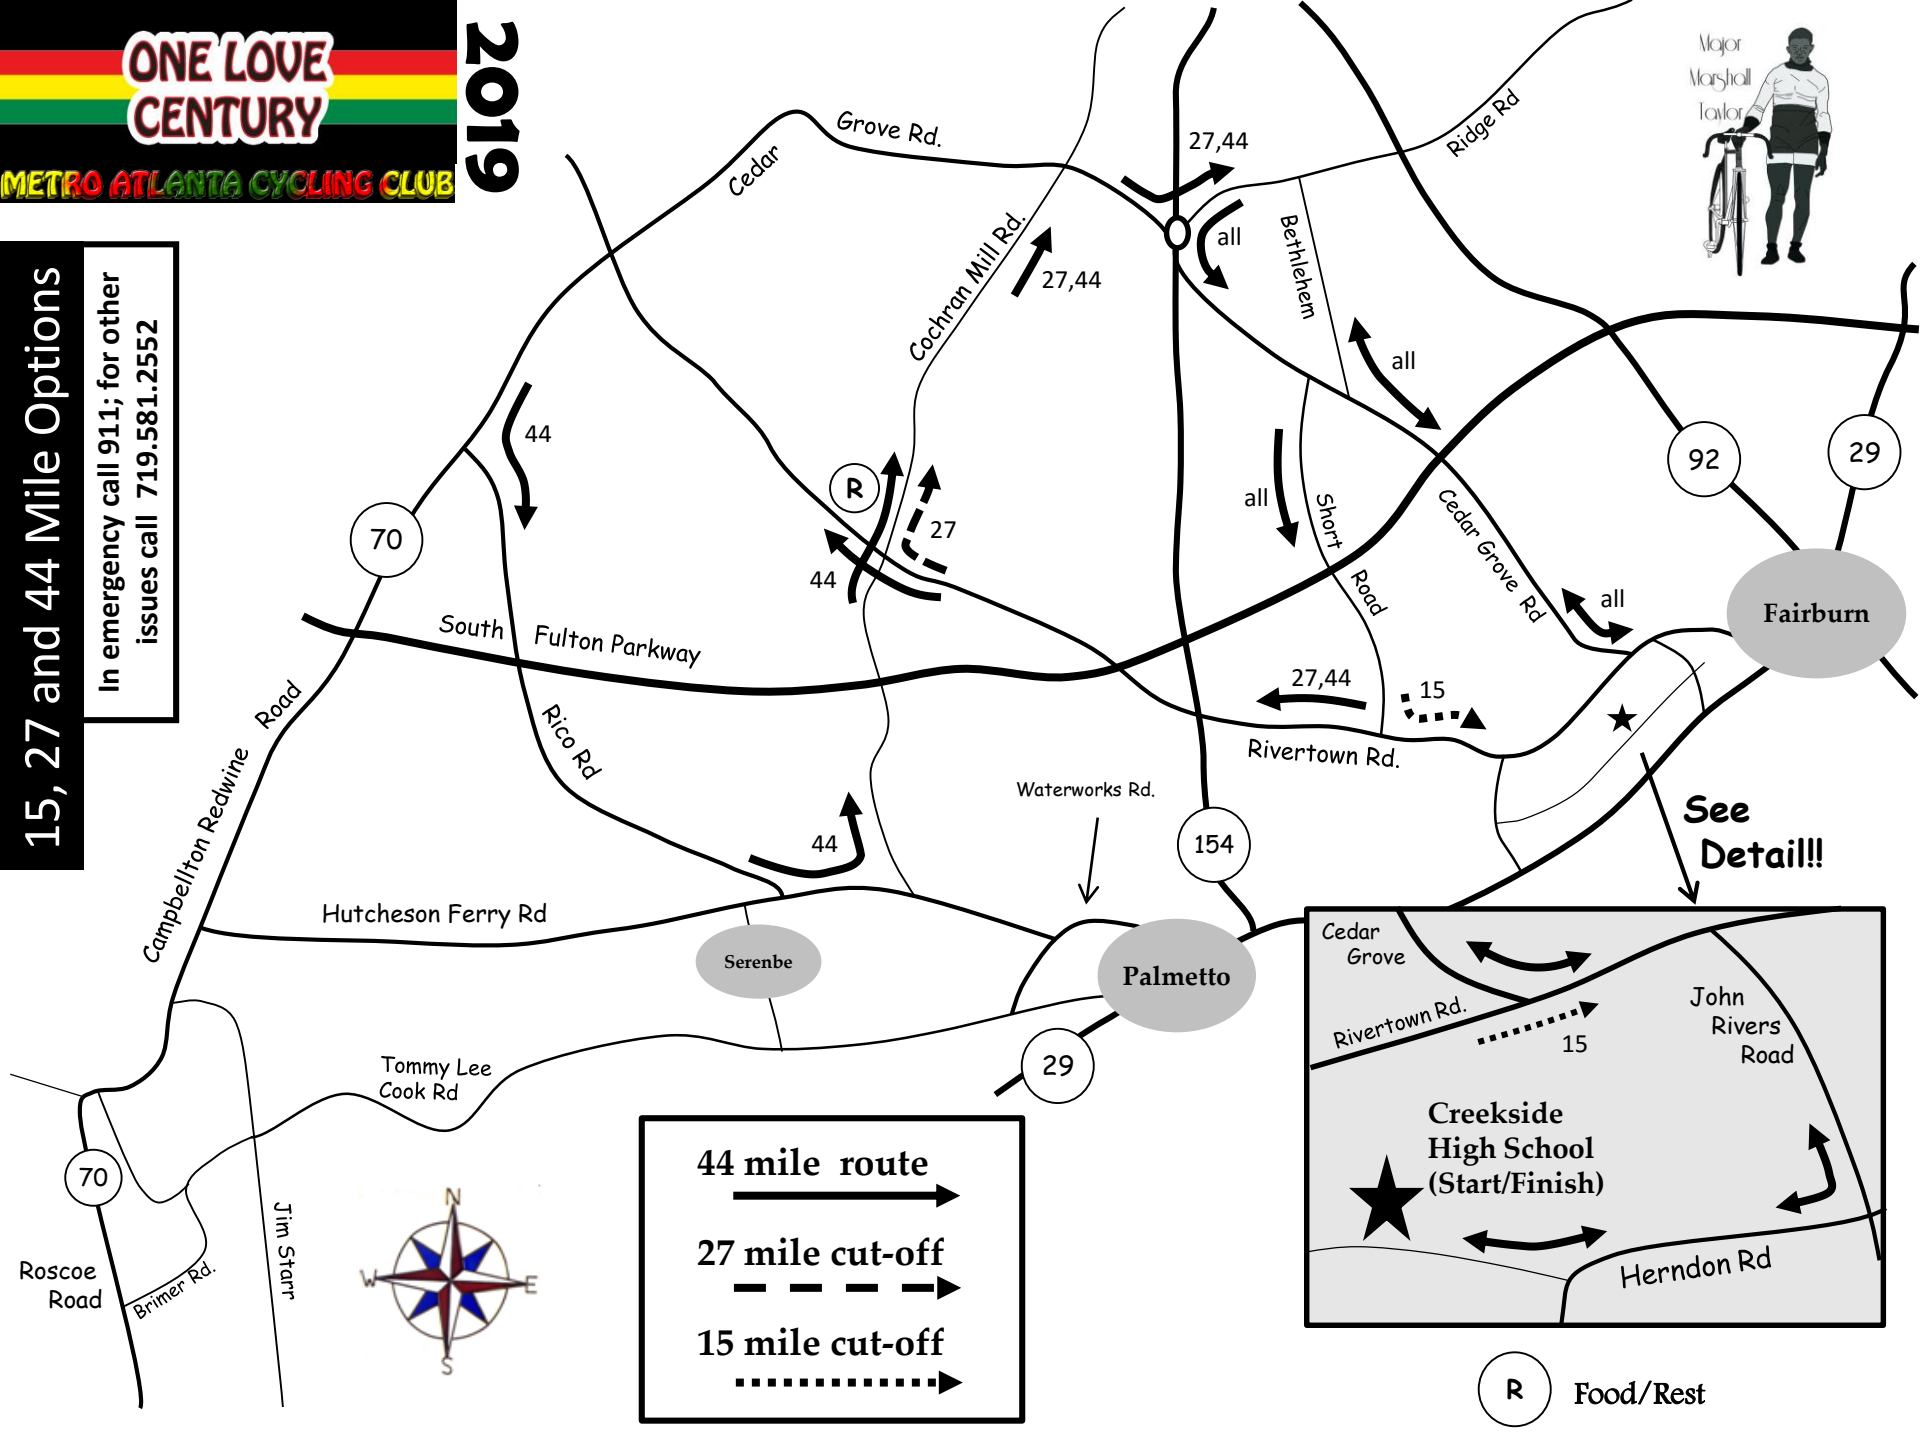 ONE LOVE
CENTURY
METRO ATLANTA CYCLING CLUB
2019
15, 27 and 44 Mile Options
In emergency call 911; for other
issues call 719.581.2552
Major
Marshall
Taylor
Cedar
Grove Rd.
27,44
Ridge Rd
all
Bethlehem
Cochran Mill Rd.
27,44
all
44
R
27
44
70
all
Short
Road
Cedar Grove Rd
92
29
all
Fairburn
South
Fulton Parkway
27,44
15
Rivertown Rd.
Campbellton Redwine
Road
Rico Rd
Waterworks Rd.
44
154
See
Detail!!
Hutcheson Ferry Rd
Serenbe
Palmetto
29
Tommy Lee
Cook Rd
70
Roscoe
Road
Brimer Rd.
Jim Starr
N
W
E
S
44 mile route
27 mile cut-off
15 mile cut-off
Cedar
Grove
Rivertown Rd.
15
John
Rivers
Road
Creekside
High School
(Start/Finish)
Herndon Rd
R
Food/Rest